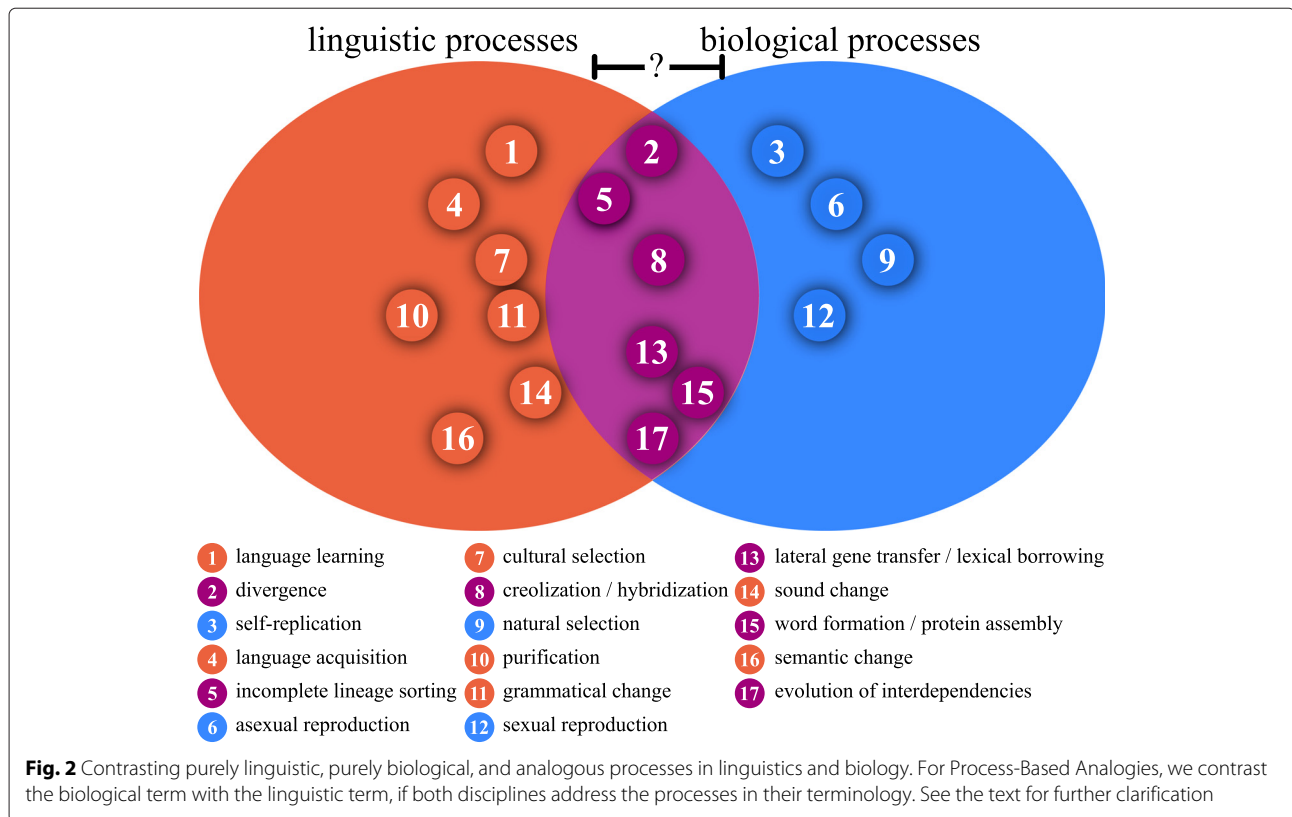 linguistic processes
biological processes
?
1
2
3
4
5
6
7
8
9
10
11
12
13
14
15
16
17
1 language learning
2 divergence
3 self-replication
4 language acquisition
5 incomplete lineage sorting
6 asexual reproduction
7 cultural selection
8 creolization / hybridization
9 natural selection
10 purification
11 grammatical change
12 sexual reproduction
13 lateral gene transfer / lexical borrowing
14 sound change
15 word formation / protein assembly
16 semantic change
17 evolution of interdependencies
Fig. 2 Contrasting purely linguistic, purely biological, and analogous processes in linguistics and biology. For Process-Based Analogies, we contrast
the biological term with the linguistic term, if both disciplines address the processes in their terminology. See the text for further clarification